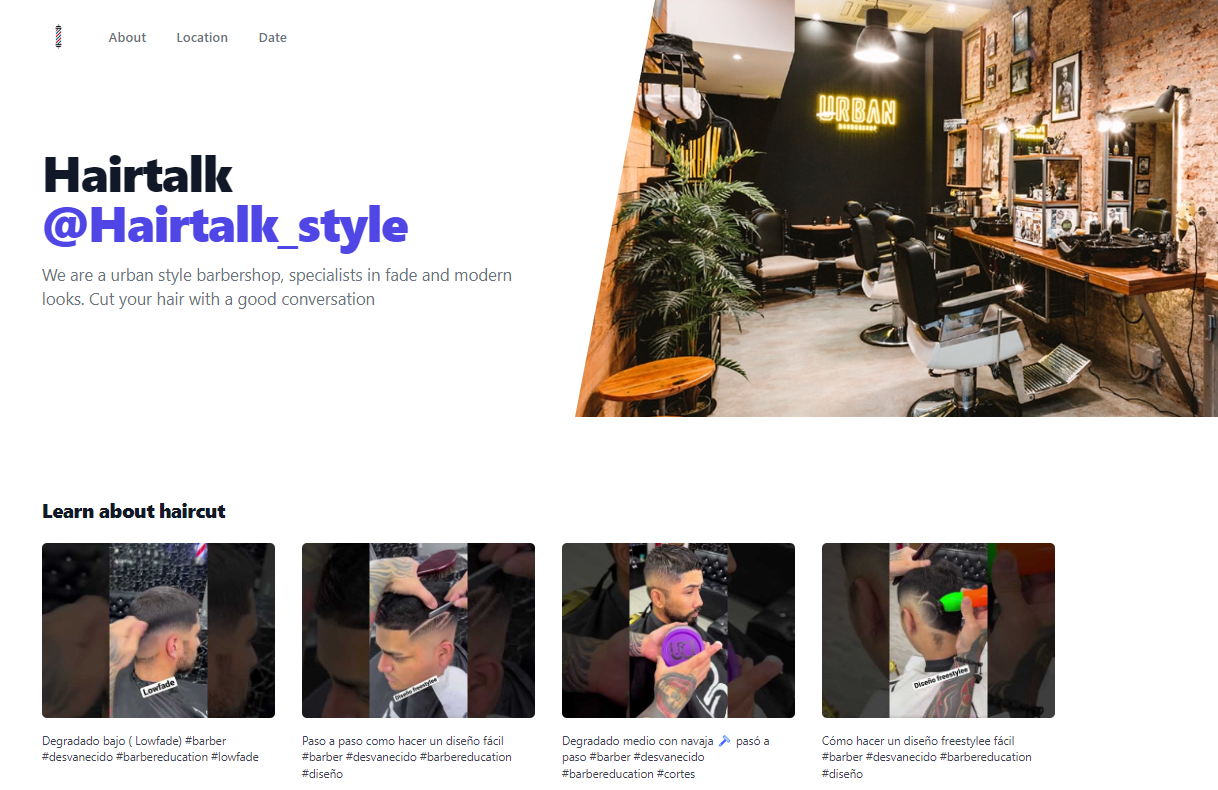 About
Location
Date
URBAN
BARBERSHOP
Hairtalk
@Hairtalk_style
We are a urban style barbershop, specialists in fade and modern
looks. Cut your hair with a good conversation
Learn about haircut
Lowfade
Diseño freestylee
Diseño freestylee
Degradado bajo ( Lowfade) #barber
#desvanecido #barbereducation #lowfade
Paso a paso como hacer un diseño fácil
#barber #desvanecido #barbereducation
#diseño
Degradado medio con navaja 🪒 pasó a
paso #barber #desvanecido
#barbereducation #cortes
Cómo hacer un diseño freestylee fácil
#barber #desvanecido #barbereducation
#diseño